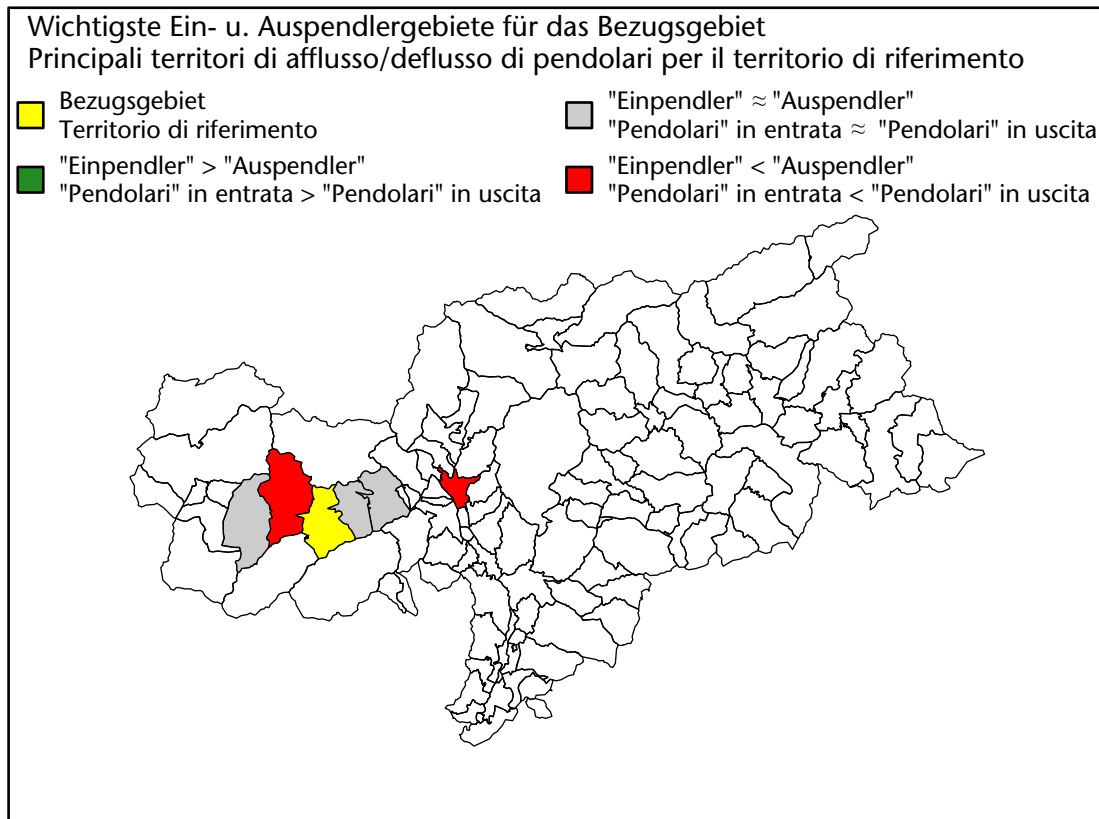 Wichtigste Ein- u. Auspendlergebiete für das Bezugsgebiet
Principali territori di afflusso/deflusso di pendolari per il territorio di riferimento
Bezugsgebiet
Territorio di riferimento
"Einpendler" > "Auspendler"
"Pendolari" in entrata > "Pendolari" in uscita
"Einpendler" ≈ "Auspendler"
"Pendolari" in entrata ≈ "Pendolari" in uscita
"Einpendler" < "Auspendler"
"Pendolari" in entrata < "Pendolari" in uscita